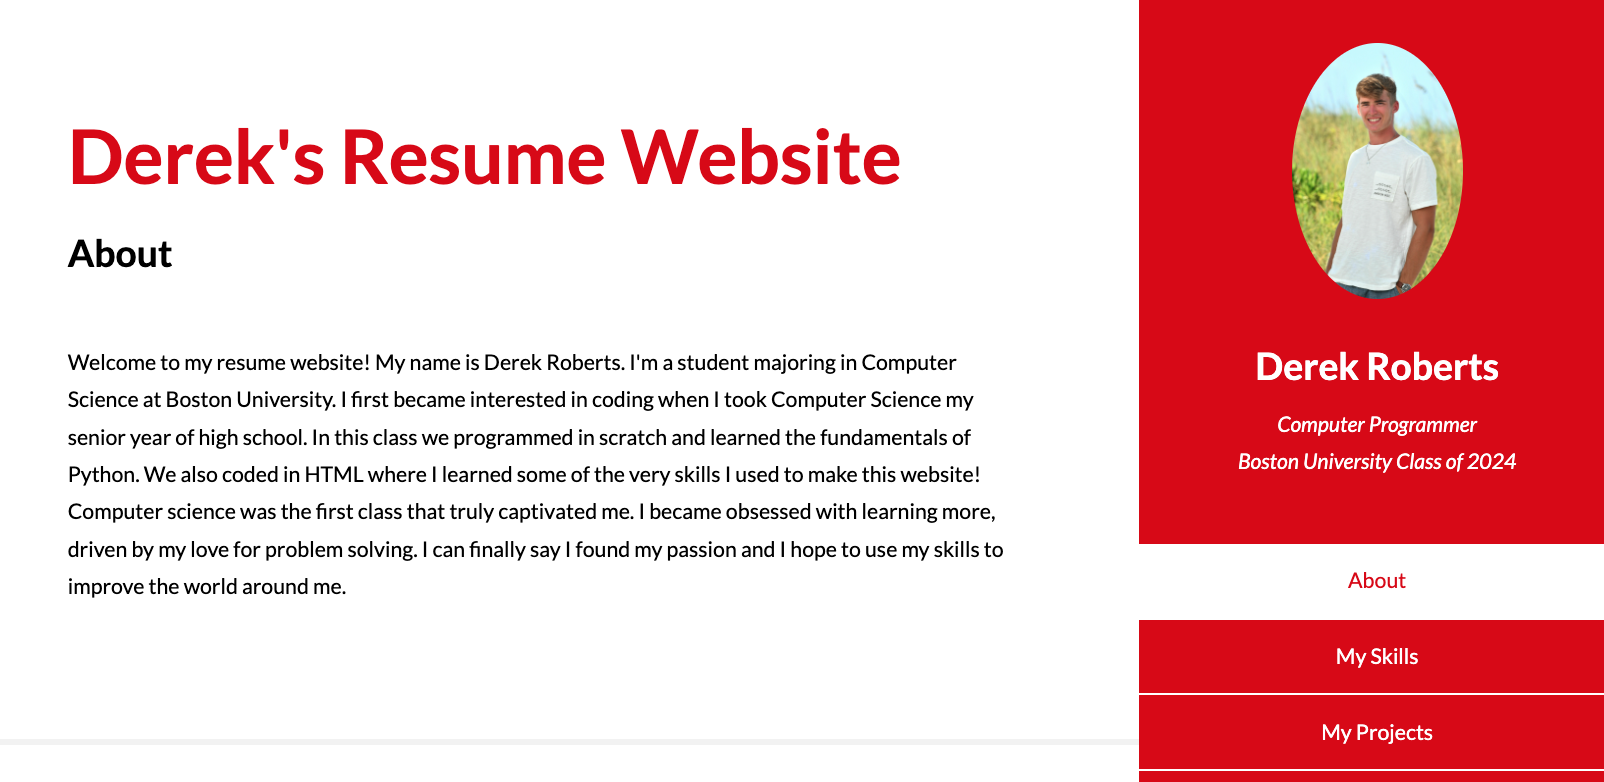 Derek's Resume Website
About
Welcome to my resume website! My name is Derek Roberts. I'm a student majoring in Computer
Science at Boston University. I first became interested in coding when I took Computer Science my
senior year of high school. In this class we programmed in scratch and learned the fundamentals of
Python. We also coded in HTML where I learned some of the very skills I used to make this website!
Computer science was the first class that truly captivated me. I became obsessed with learning more,
driven by my love for problem solving. I can finally say I found my passion and I hope to use my skills to
improve the world around me.
Derek Roberts
Computer Programmer
Boston University Class of 2024
About
My Skills
My Projects